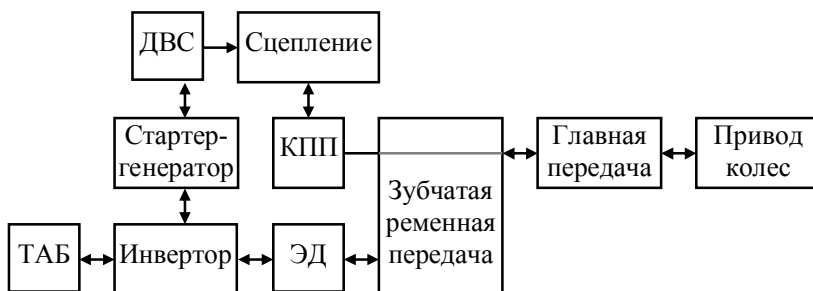 ДВС
Сцепление
Стартер-
генератор
КПП
Зубчатая
ременная
передача
Главная
передача
Привод
колес
ТАБ
Инвертор
ЭД